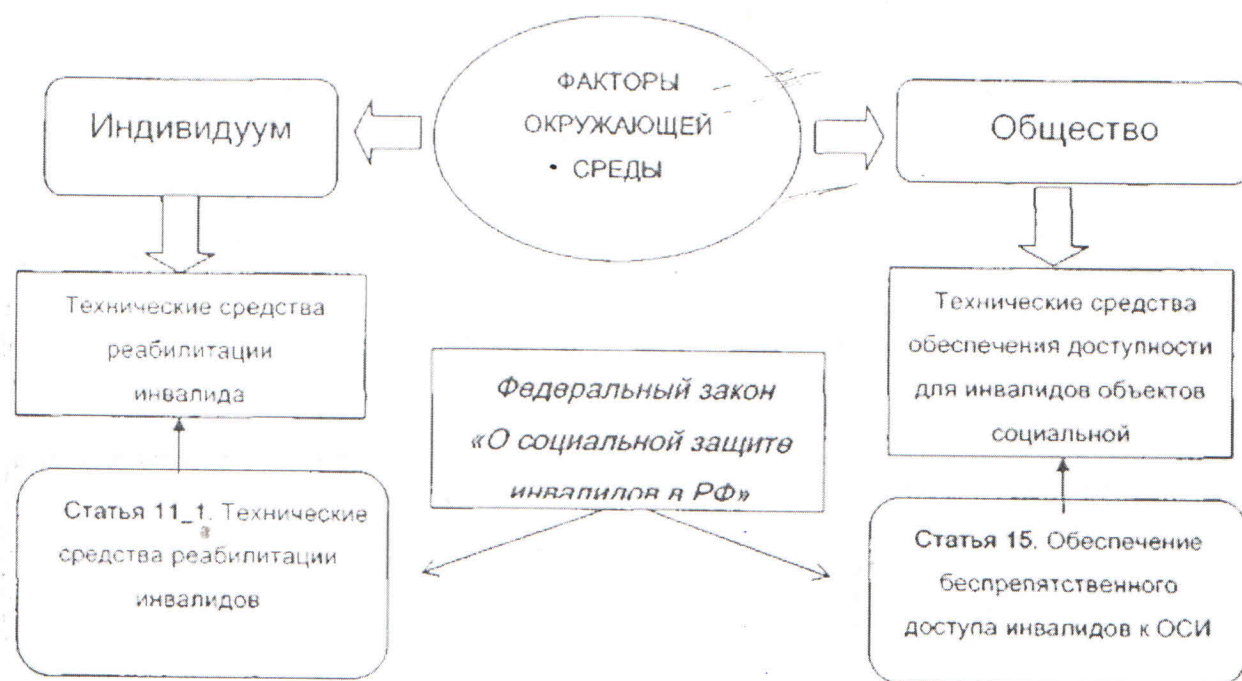 ФАКТОРЫ
ОКРУЖАЮЩЕЙ
СРЕДЫ
Индивидуум
Общество
Технические средства
реабилитации
инвалида
Технические средства
обеспечения доступности
для инвалидов объектов
социальной
Федеральный закон
«О социальной защите
инвалидов в РФ»
Статья 11_1. Технические
средства реабилитации
инвалидов
Статья 15. Обеспечение
беспрепятственного
доступа инвалидов к ОСИ